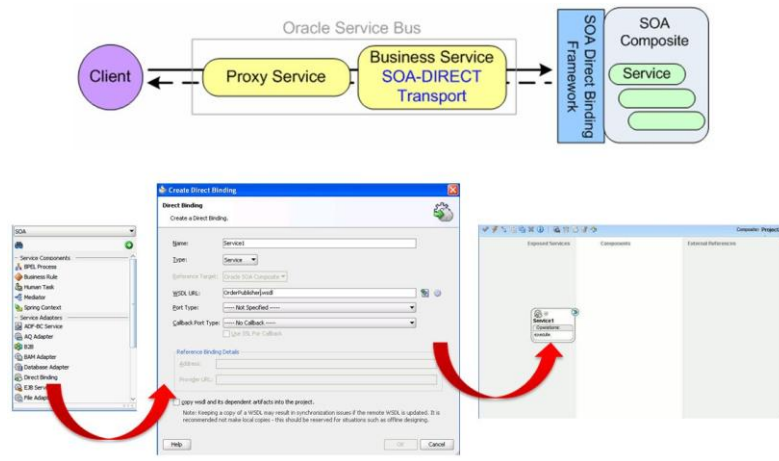 Oracle Service Bus
Client
Proxy Service
Business Service
SOA-DIRECT
Transport
SOA Direct Binding
Framework
SOA
Composite
Service
SOA
Service Components
BPEL Process
Business Rule
Human Task
Mediator
Spring Context
Service Adapters
ADF-BC Service
AQ Adapter
B2B
BAM Adapter
Database Adapter
Direct Binding
EJB Serv
File Adap
Create Direct Binding
Direct Binding
Create a Direct Binding.
Name: Service1
Type: Service
Reference Target: Oracle SOA Composite
WSDL URL: OrderPublisher.wsdl
Port Type: ----- Not Specified -----
Callback Port Type: ----- No Callback -----
Reference Binding Details
Address:
Provider URL:
copy wsdl and its dependent artifacts into the project.
Note: Keeping a copy of a WSDL may result in synchronization issues if the remote WSDL is updated. It is
recommended not make local copies - this should be reserved for situations such as offline designing.
Help
OK
Cancel
Composite: Project
Exposed Services
Components
External References
Service1
Operations
execute